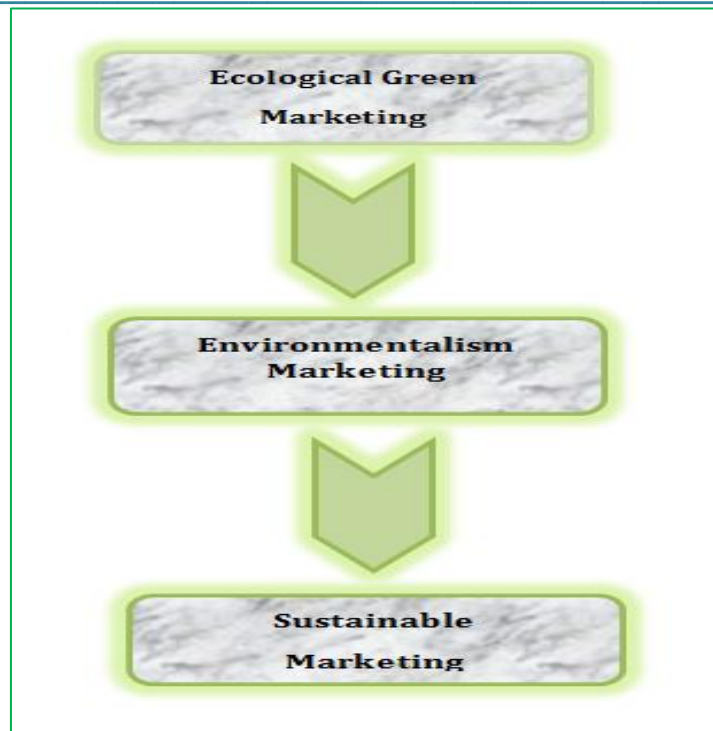 Ecological Green
Marketing
Environmentalism
Marketing
Sustainable
Marketing